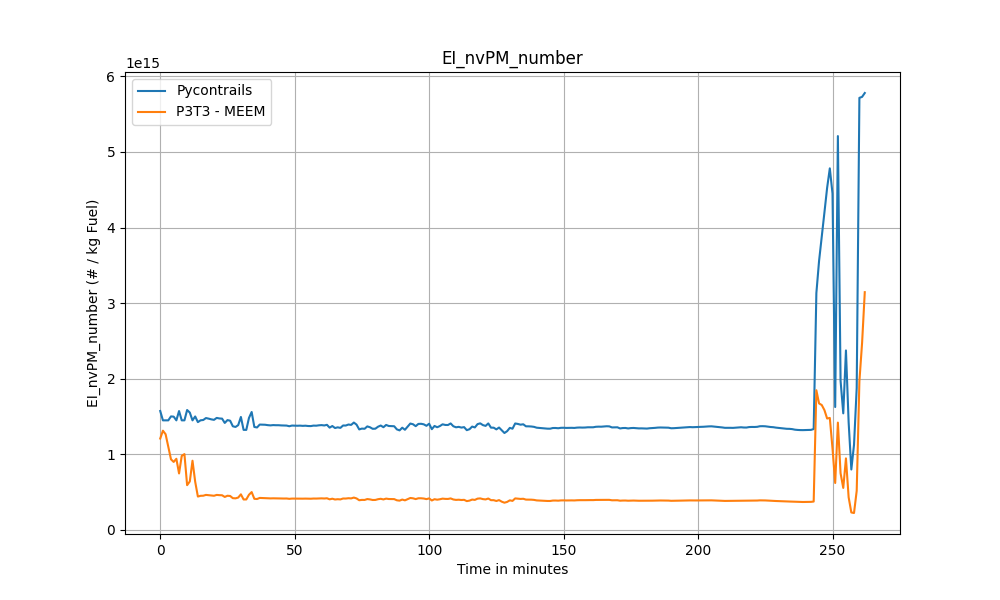 EI_nvPM_number
1e15
Pycontrails
P3T3 - MEEM
EI_nvPM_number (# / kg Fuel)
6
5
4
3
2
1
0
0 50 100 150 200 250
Time in minutes